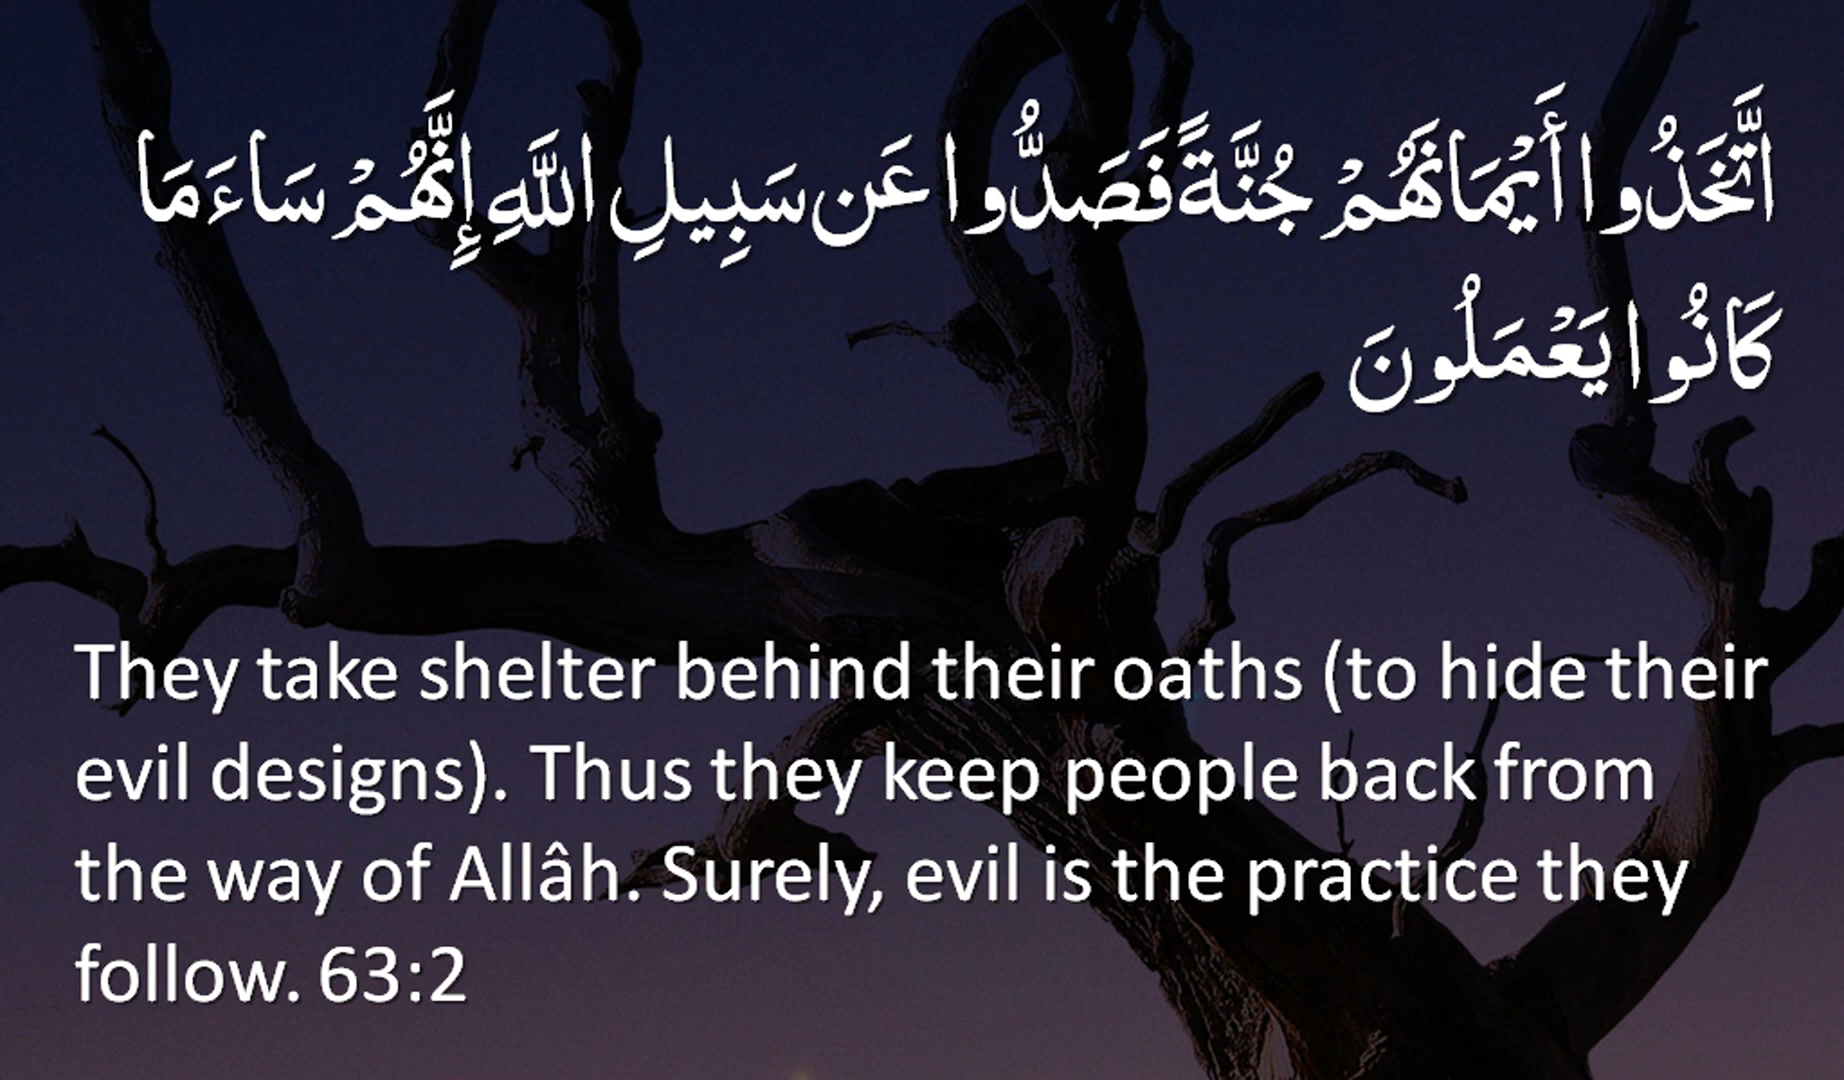 اتَّخَذُوا أَيْمَانَهُمْ جُنَّةً فَصَدُّوا عَن سَبِيلِ اللَّهِ إِنَّهُمْ سَاءَ مَا
كَانُوا يَعْمَلُونَ
They take shelter behind their oaths (to hide their
evil designs). Thus they keep people back from
the way of Allâh. Surely, evil is the practice they
follow. 63:2